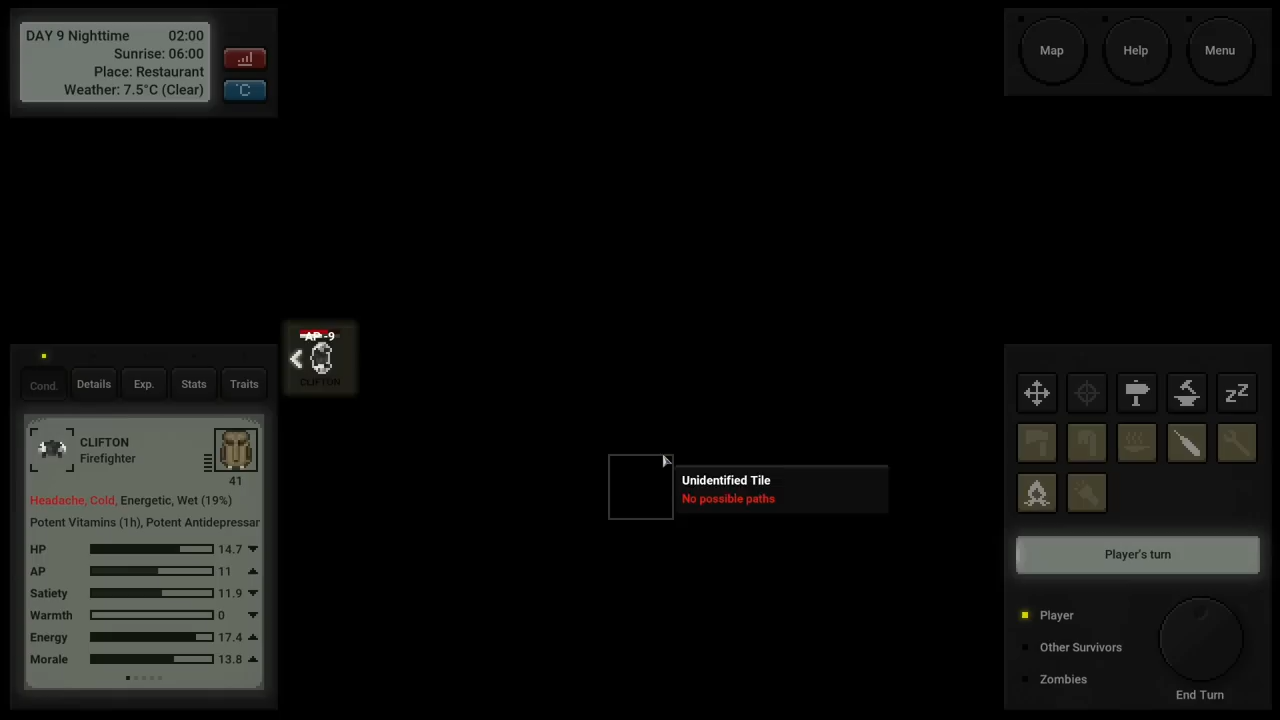 DAY 9 Nighttime 02:00
Sunrise: 06:00
Place: Restaurant
Weather: 7.5°C (Clear)
°C
Map
Help
Menu
AP -9
CLIFTON
Cond.
Details
Exp.
Stats
Traits
CLIFTON
Firefighter
41
Headache, Cold, Energetic, Wet (19%)
Potent Vitamins (1h), Potent Antidepressar
HP 14.7
AP 11
Satiety 11.9
Warmth 0
Energy 17.4
Morale 13.8
Unidentified Tile
No possible paths
zZ
Player's turn
Player
Other Survivors
Zombies
End Turn